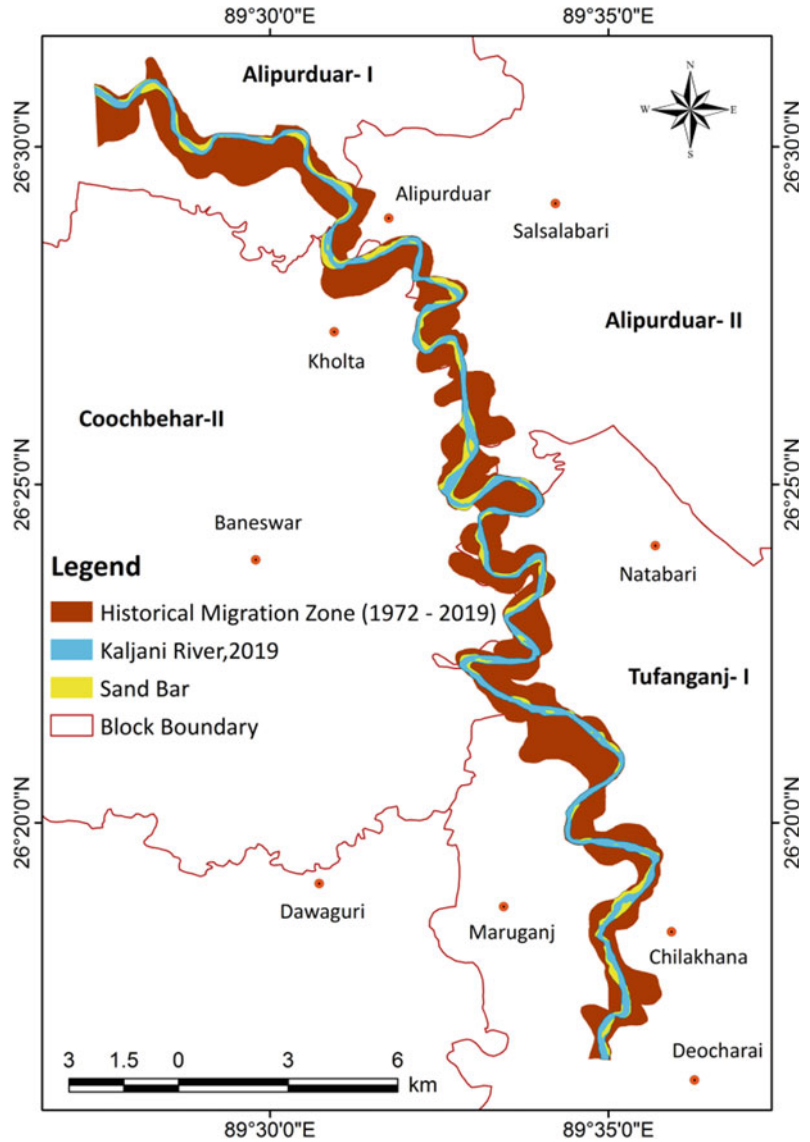 89°30'0"E
89°35'0"E
Alipurduar- I
N
W
E
S
26°30'0"N
26°30'0"N
Alipurduar
Salsalabari
Alipurduar- II
Kholta
Coochbehar-II
26°25'0"N
26°25'0"N
Baneswar
Natabari
Legend
Historical Migration Zone (1972 - 2019)
Kaljani River,2019
Sand Bar
Block Boundary
Tufanganj- I
26°20'0"N
26°20'0"N
Dawaguri
Maruganj
Chilakhana
Deocharai
3 1.5 0 3 6
km
89°30'0"E
89°35'0"E